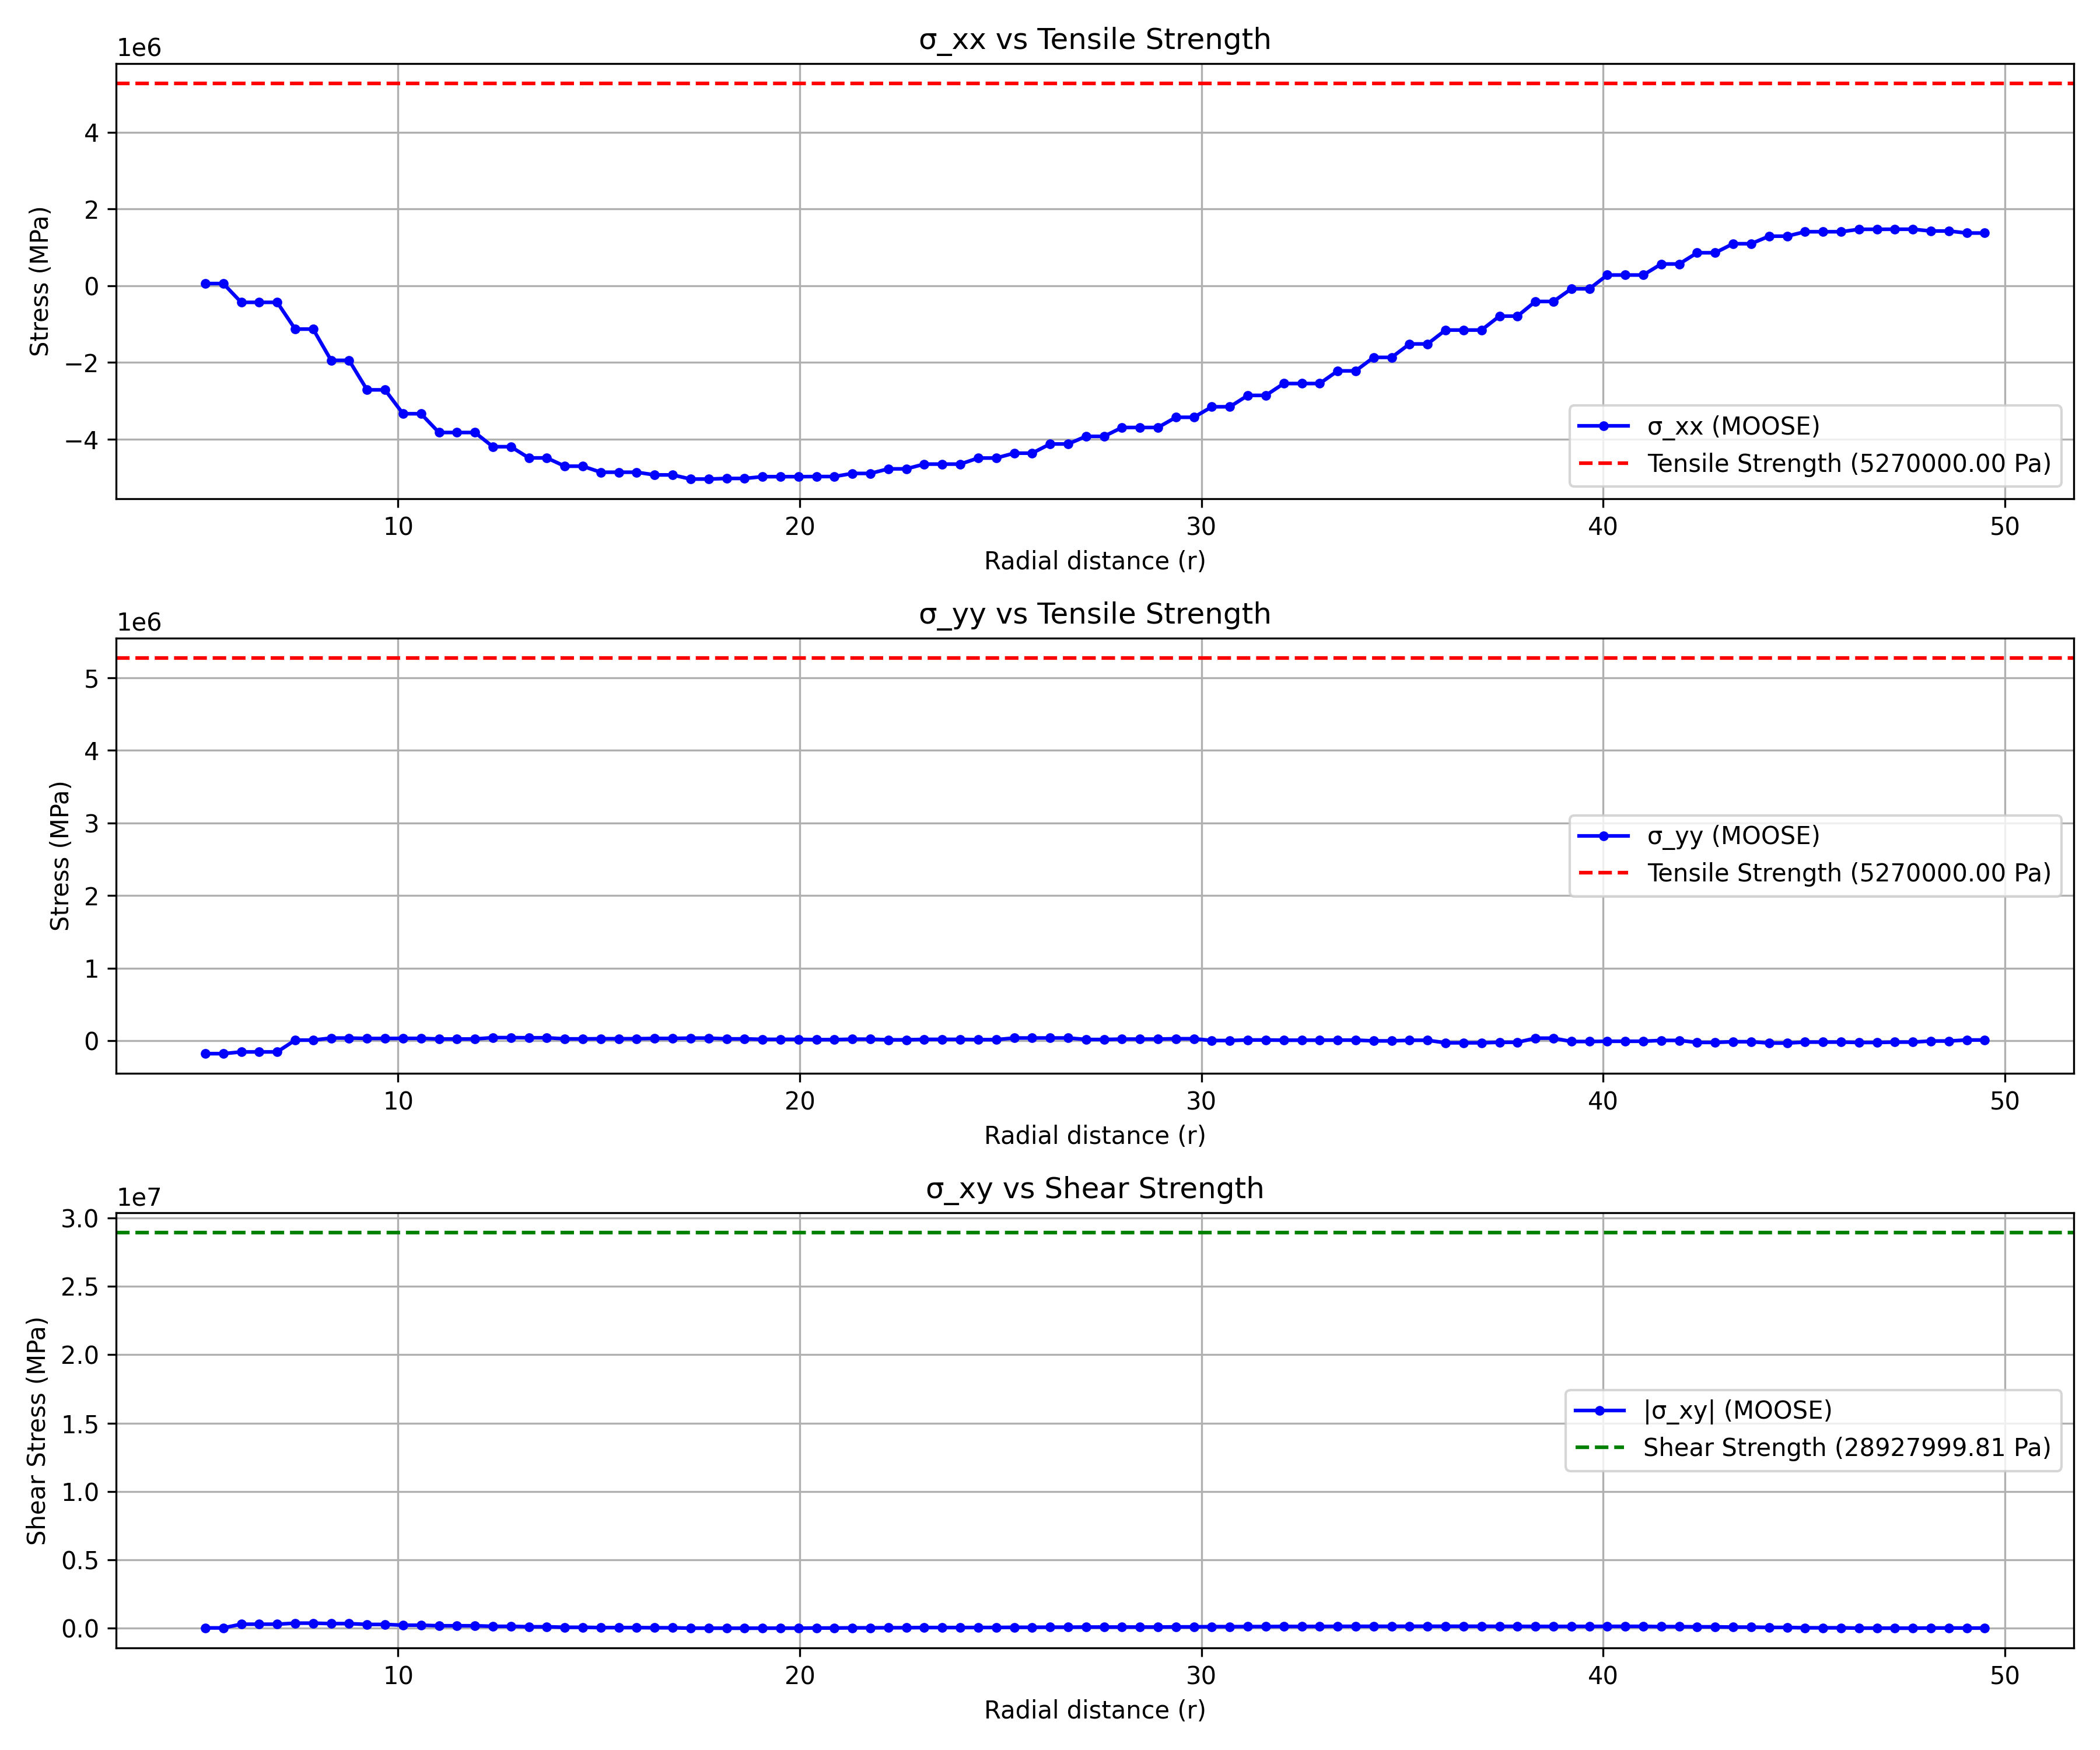 σ_xx vs Tensile Strength
1e6
4
2
0
−2
−4
Stress (MPa)
σ_xx (MOOSE)
Tensile Strength (5270000.00 Pa)
10 20 30 40 50
Radial distance (r)
σ_yy vs Tensile Strength
1e6
5
4
3
2
1
0
Stress (MPa)
σ_yy (MOOSE)
Tensile Strength (5270000.00 Pa)
10 20 30 40 50
Radial distance (r)
σ_xy vs Shear Strength
1e7
3.0
2.5
2.0
1.5
1.0
0.5
0.0
Shear Stress (MPa)
|σ_xy| (MOOSE)
Shear Strength (28927999.81 Pa)
10 20 30 40 50
Radial distance (r)